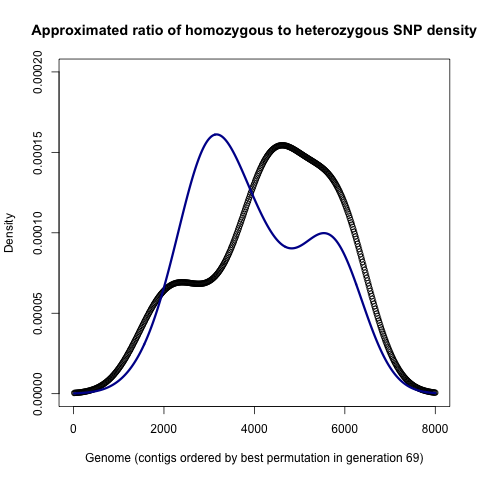 Approximated ratio of homozygous to heterozygous SNP density
0.00020
0.00015
0.00010
0.00005
0.00000
Density
0 2000 4000 6000 8000
Genome (contigs ordered by best permutation in generation 69)